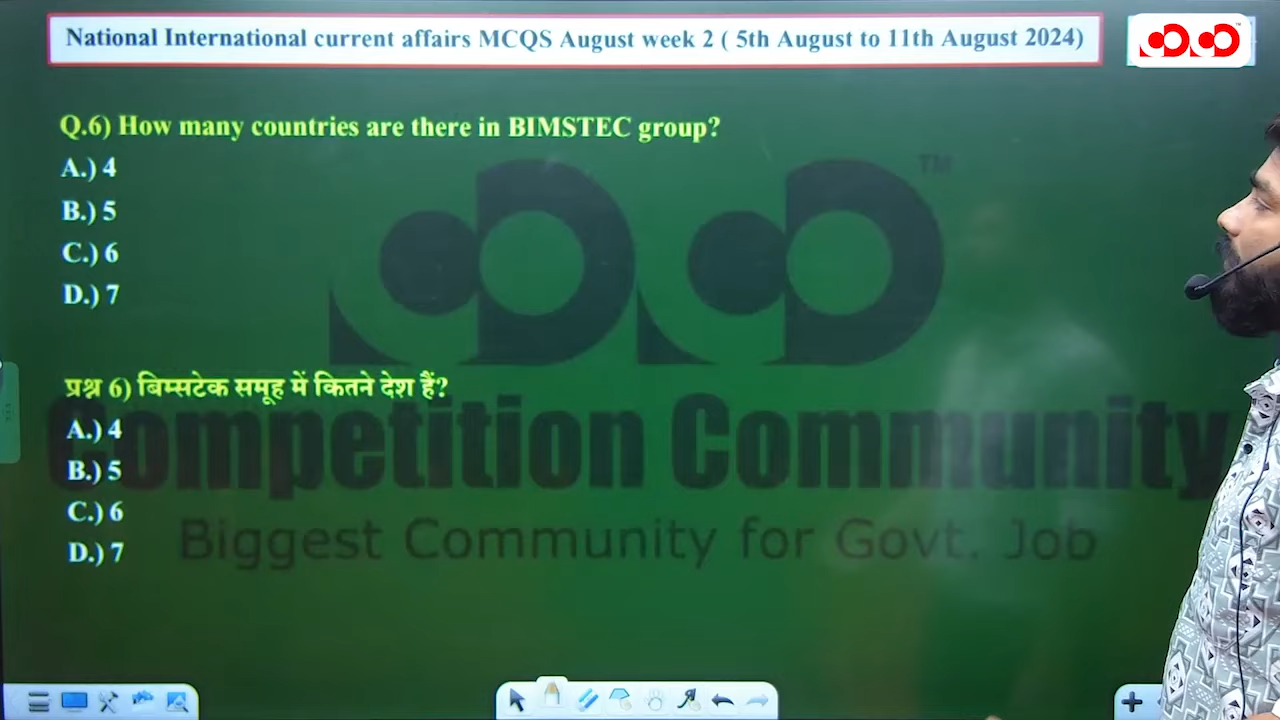 National International current affairs MCQS August week 2 ( 5th August to 11th August 2024)
Q.6) How many countries are there in BIMSTEC group?
A.) 4
B.) 5
C.) 6
D.) 7
प्रश्न 6) बिम्सटेक समूह में कितने देश हैं?
A.) 4
B.) 5
C.) 6
D.) 7
TM
Competition Community
Biggest Community for Govt. Job